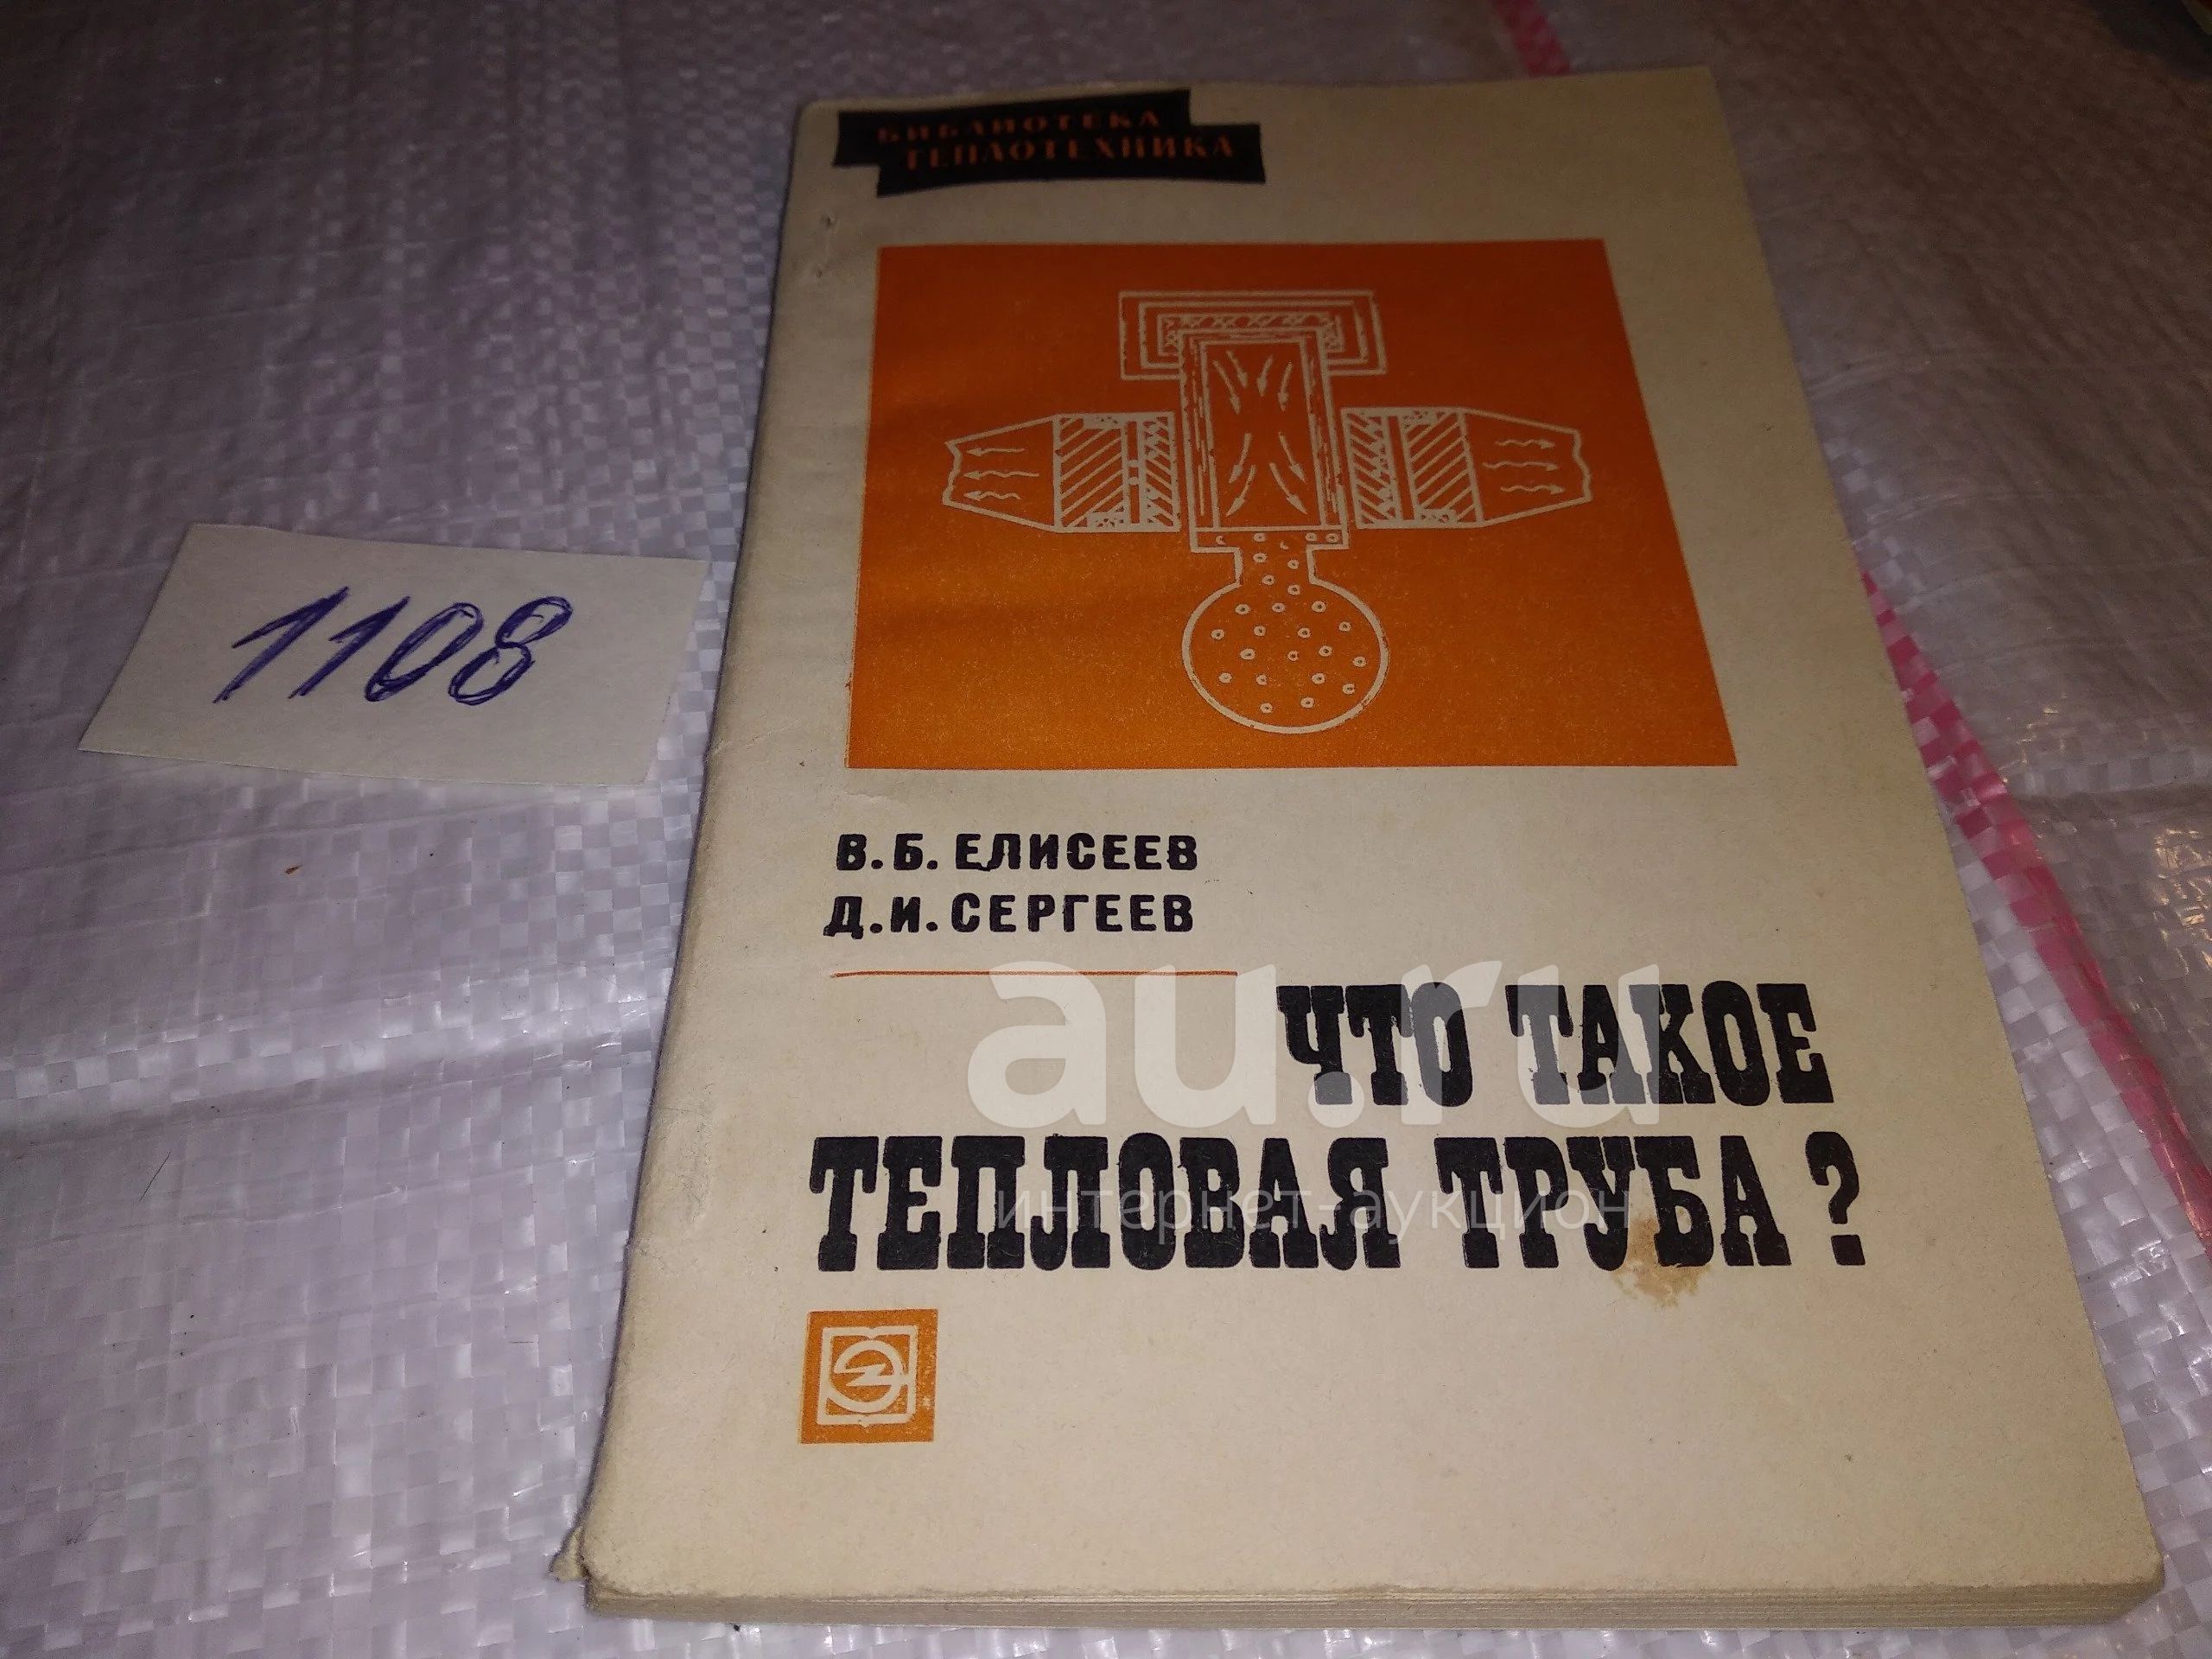 БИБЛИОТЕКА
ТЕПЛОТЕХНИКА
1108
В.Б. ЕЛИСЕЕВ
Д.И. СЕРГЕЕВ
ЧТО ТАКОЕ
ТЕПЛОВАЯ ТРУБА?
au.ru
интернет-аукцион